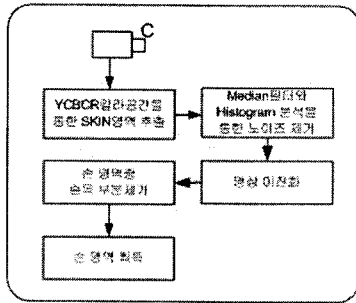 C
YCBCR컬러공간를
통한 SKIN영역 추출
Median필터와
Histogram 분석을
통한 노이즈 제거
영상 이진화
손 영역중
손목 부분제거
손 영역 획득